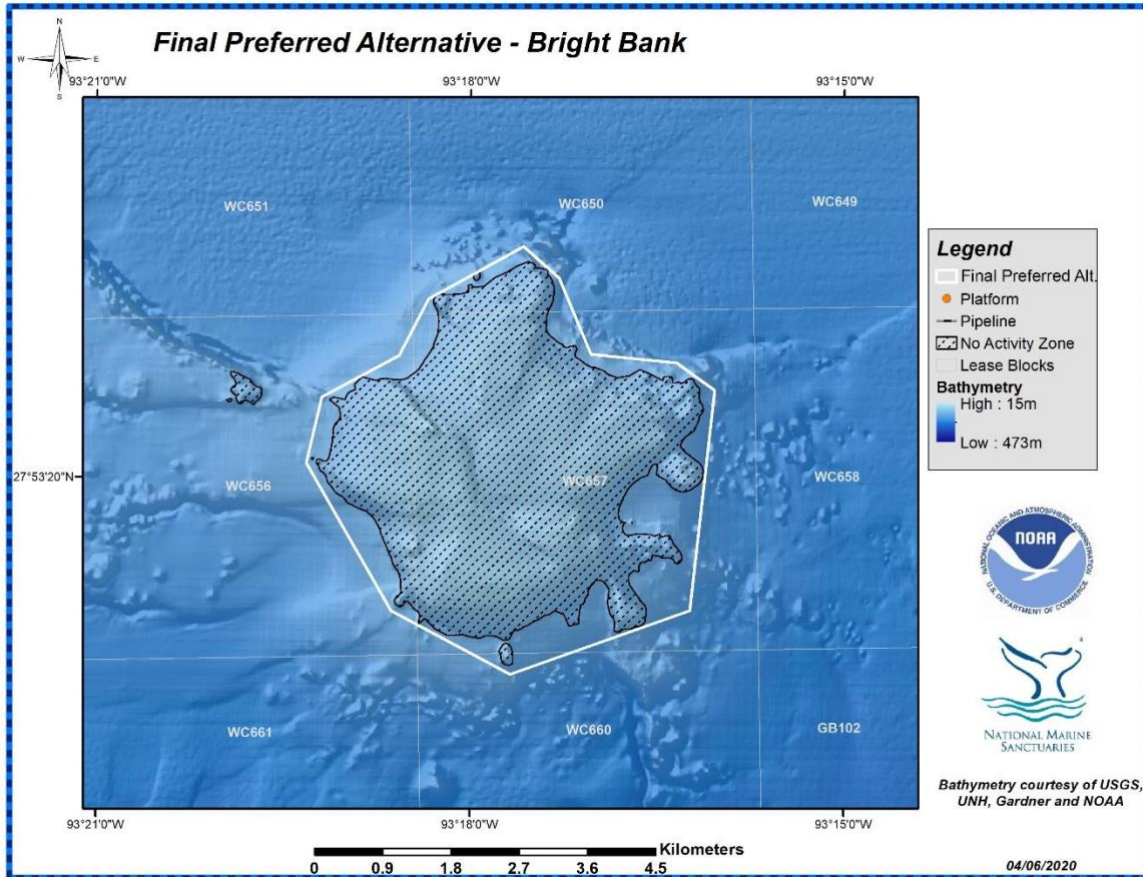 Final Preferred Alternative - Bright Bank
N
W E
S
93°21'0"W 93°18'0"W 93°15'0"W
WC651 WC650 WC649
27°53'20"N
WC656 WC657 WC658
WC661 WC660 GB102
93°21'0"W 93°18'0"W 93°15'0"W
Kilometers
0 0.9 1.8 2.7 3.6 4.5
Legend
Final Preferred Alt.
Platform
Pipeline
No Activity Zone
Lease Blocks
Bathymetry
High : 15m
Low : 473m
NATIONAL OCEANIC AND ATMOSPHERIC ADMINISTRATION
NOAA
U.S. DEPARTMENT OF COMMERCE
NATIONAL MARINE
SANCTUARIES
Bathymetry courtesy of USGS,
UNH, Gardner and NOAA
04/06/2020